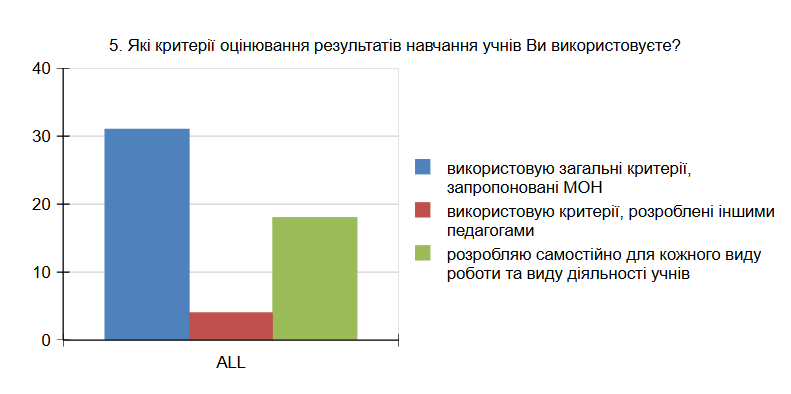 5. Які критерії оцінювання результатів навчання учнів Ви використовуєте?
40
30
20
10
0
ALL
використовую загальні критерії,
запропоновані МОН
використовую критерії, розроблені іншими
педагогами
розробляю самостійно для кожного виду
роботи та виду діяльності учнів